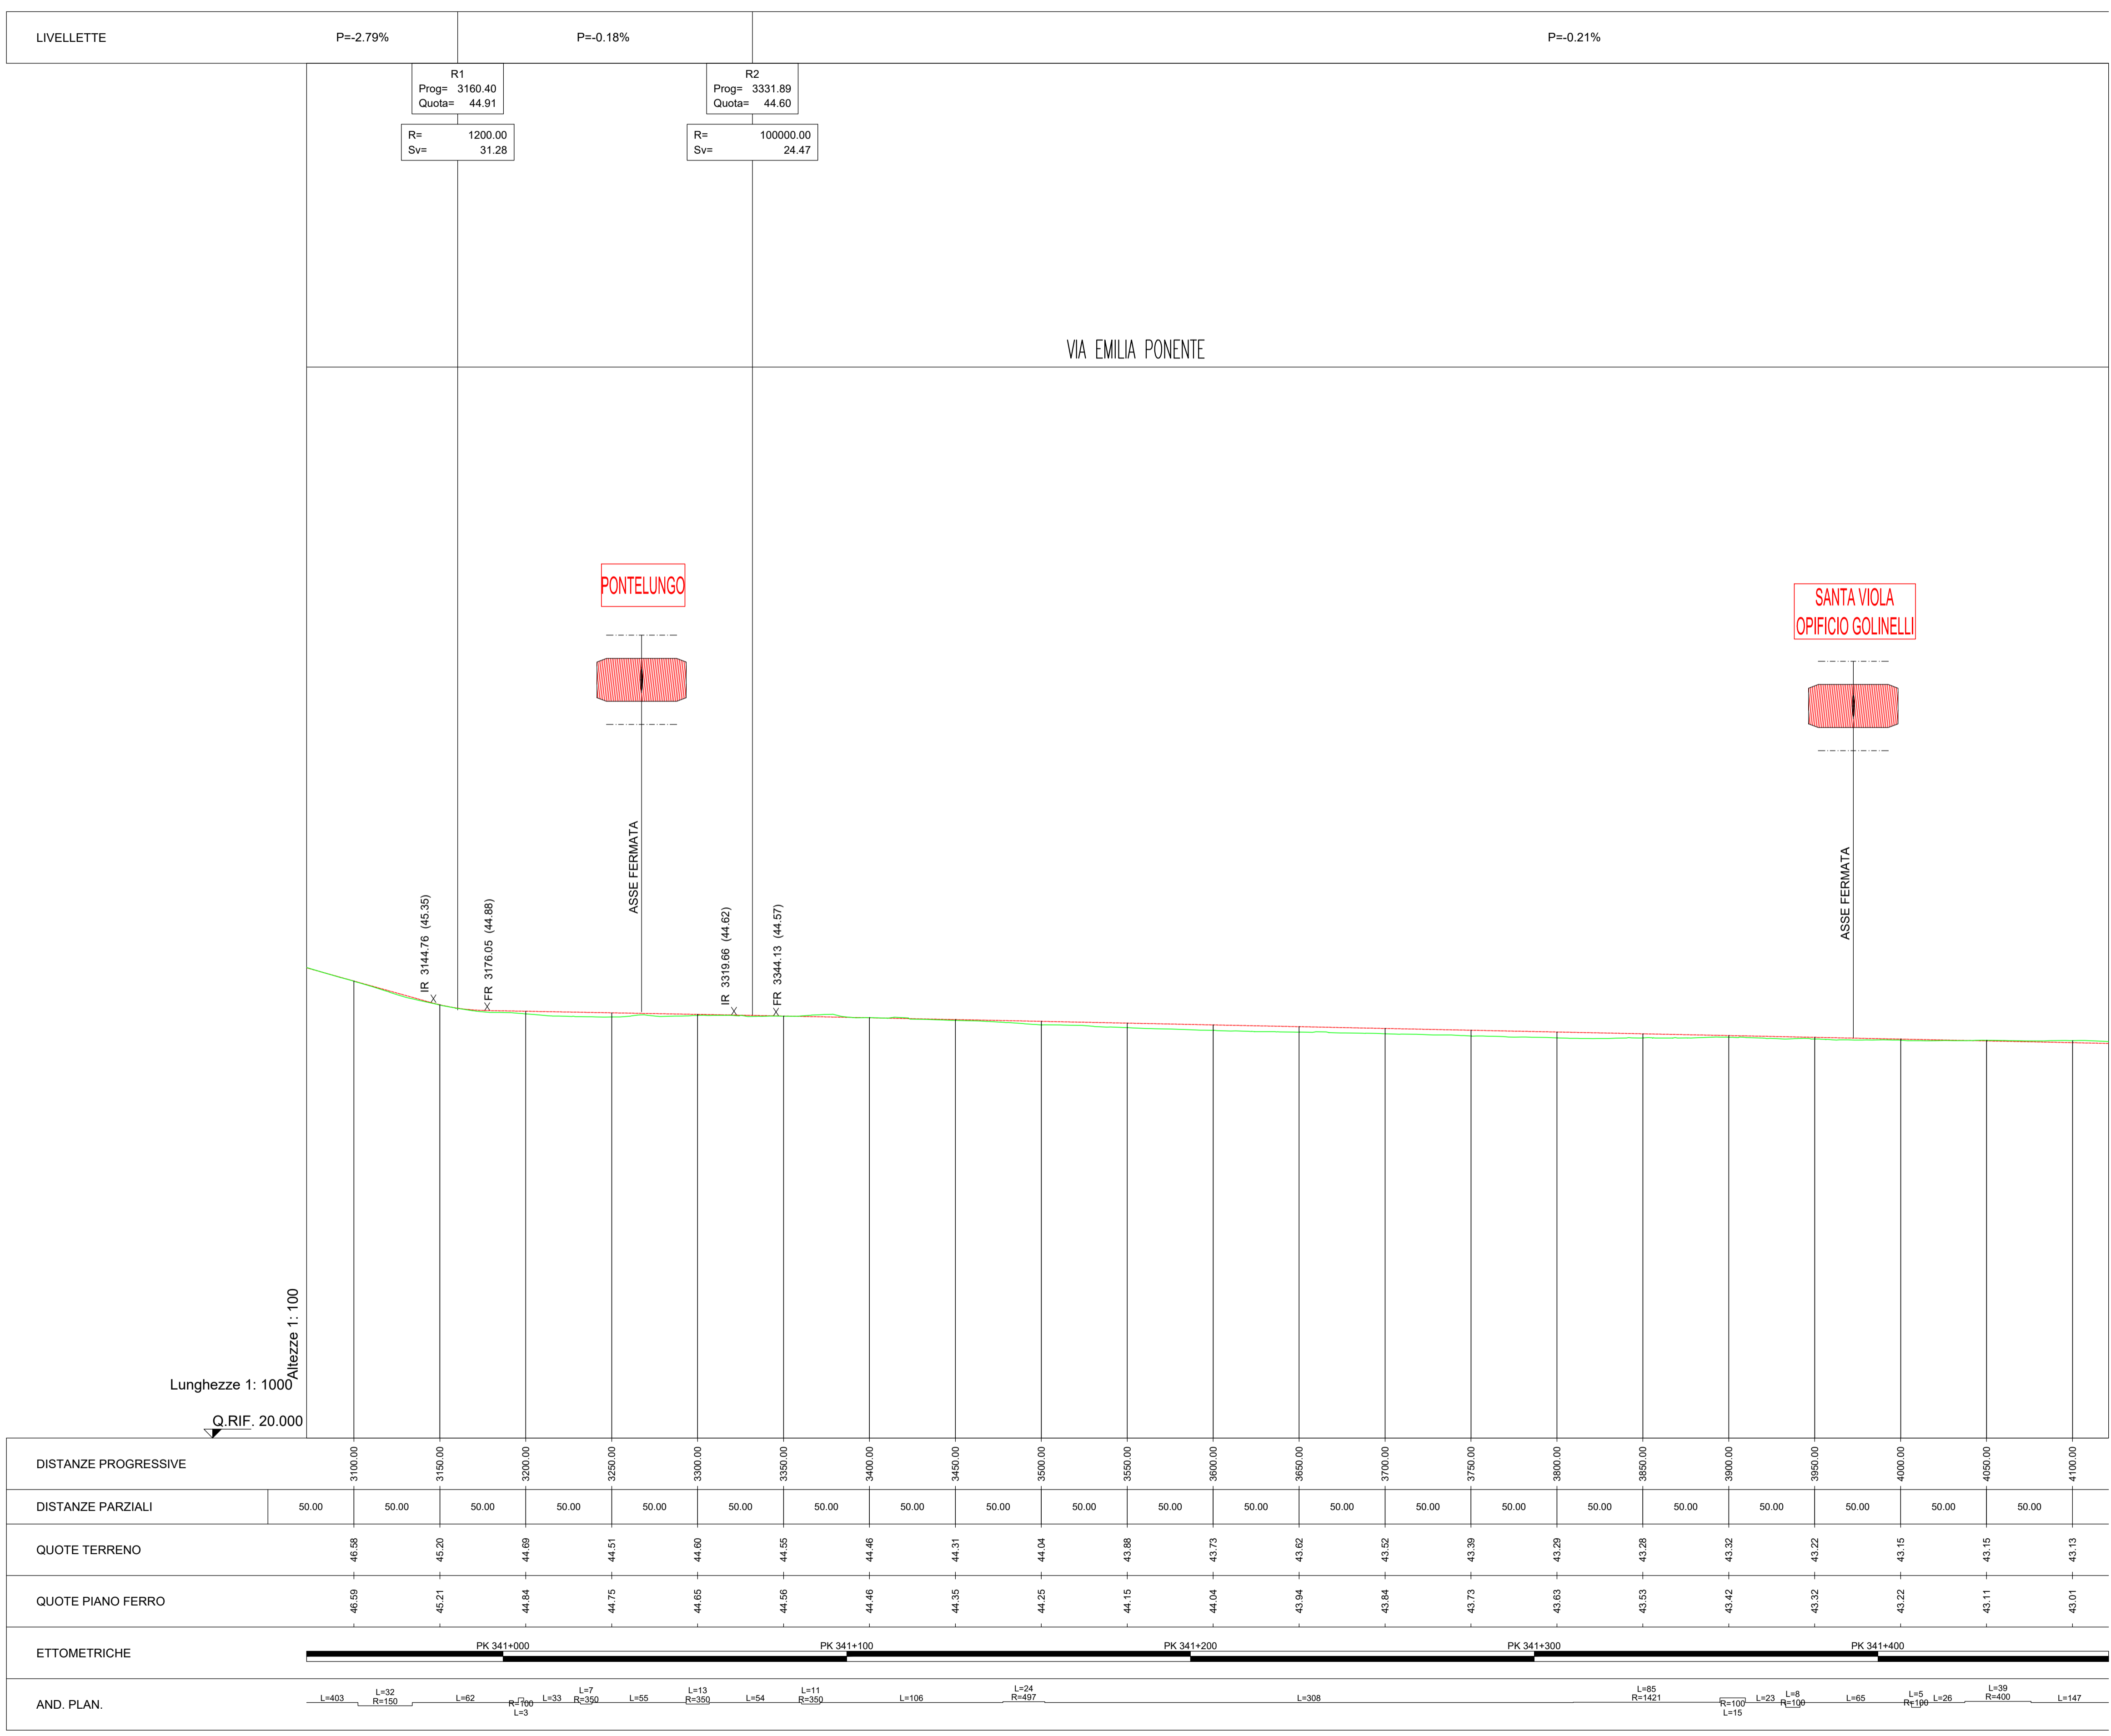 LIVELLETTE P=-2.79% P=-0.18% P=-0.21%
R1
Prog= 3160.40
Quota= 44.91
R= 1200.00
Sv= 31.28
R2
Prog= 3331.89
Quota= 44.60
R= 100000.00
Sv= 24.47
VIA EMILIA PONENTE
PONTELUNGO
SANTA VIOLA
OPIFICIO GOLINELLI
IR 3144.76 (45.35)
FR 3176.05 (44.88)
ASSE FERMATA
IR 3319.66 (44.62)
FR 3344.13 (44.57)
ASSE FERMATA
Altezze 1: 100
Lunghezze 1: 1000
Q.RIF. 20.000
DISTANZE PROGRESSIVE 3100.00 3150.00 3200.00 3250.00 3300.00 3350.00 3400.00 3450.00 3500.00 3550.00 3600.00 3650.00 3700.00 3750.00 3800.00 3850.00 3900.00 3950.00 4000.00 4050.00 4100.00
DISTANZE PARZIALI 50.00 50.00 50.00 50.00 50.00 50.00 50.00 50.00 50.00 50.00 50.00 50.00 50.00 50.00 50.00 50.00 50.00 50.00 50.00 50.00 50.00
QUOTE TERRENO 46.58 45.20 44.69 44.51 44.60 44.55 44.46 44.31 44.04 43.88 43.73 43.62 43.52 43.39 43.29 43.28 43.32 43.22 43.15 43.15 43.13
QUOTE PIANO FERRO 46.59 45.21 44.84 44.75 44.65 44.56 44.46 44.35 44.25 44.15 44.04 43.94 43.84 43.73 43.63 43.53 43.42 43.32 43.22 43.11 43.01
ETTOMETRICHE PK 341+000 PK 341+100 PK 341+200 PK 341+300 PK 341+400
AND. PLAN.
L=403
L=32
R=150
L=62
R=100
L=3
L=33
L=7
R=350
L=55
L=13
R=350
L=54
L=11
R=350
L=106
L=24
R=497
L=308
L=85
R=1421
R=100
L=15
L=23
L=8
R=100
L=65
L=5
R=100
L=26
L=39
R=400
L=147